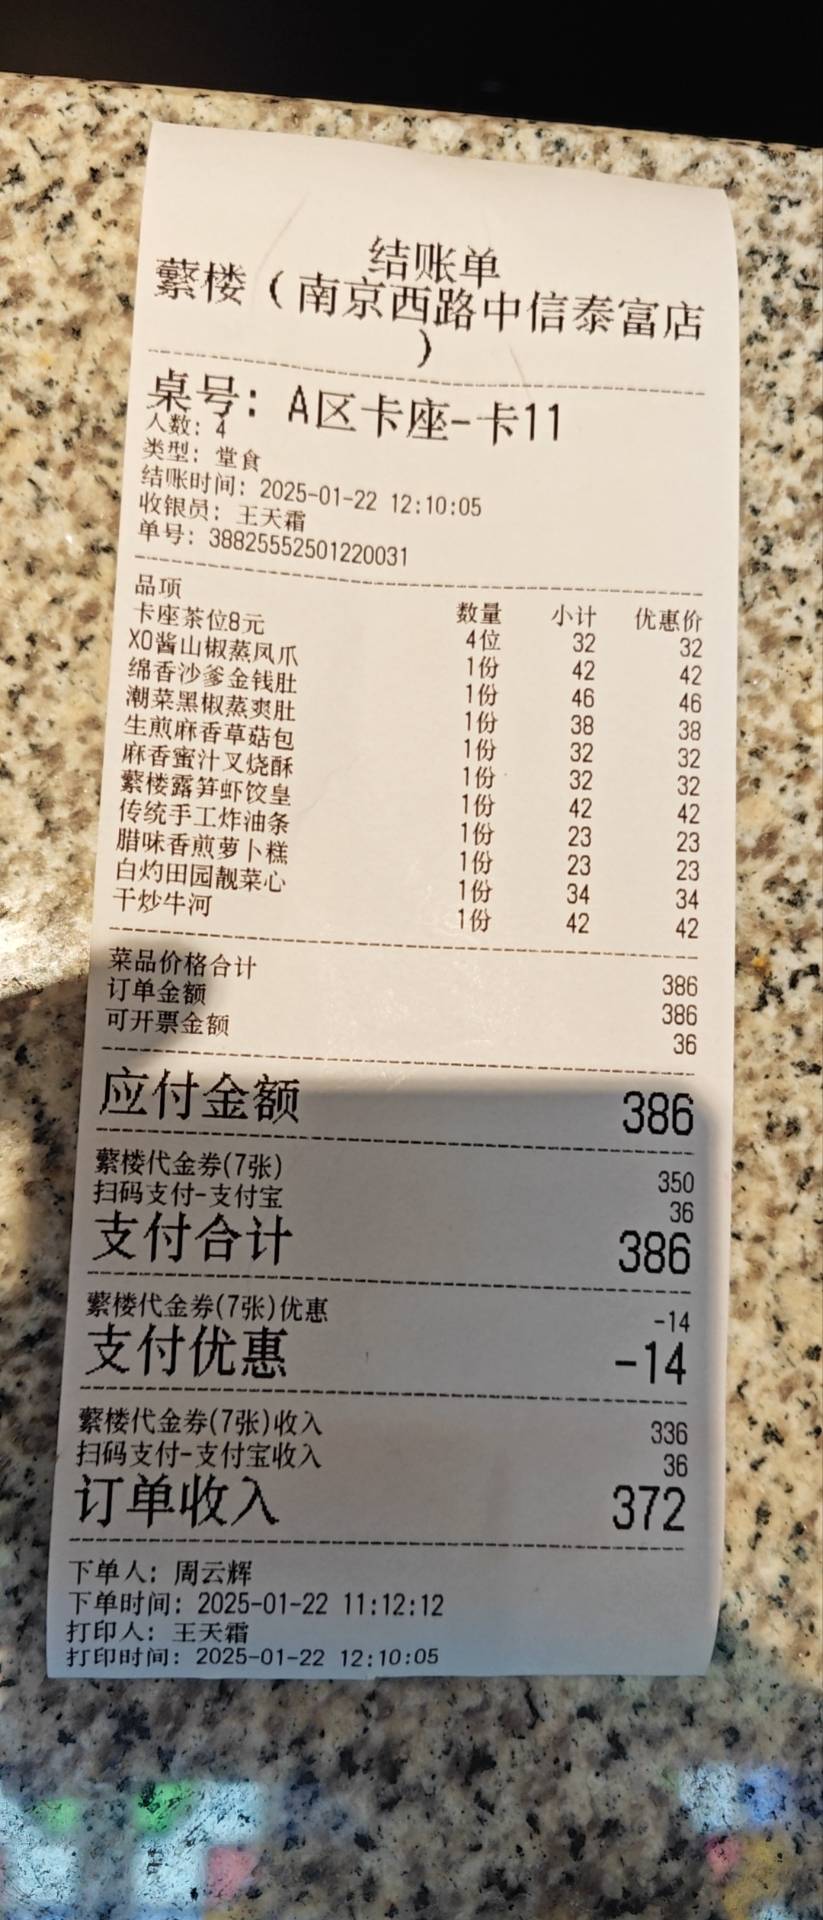 结账单
蘩楼（南京西路中信泰富店
）
桌号：A区卡座-卡11
人数：4
类型：堂食
结账时间：2025-01-22 12:10:05
收银员：王天霜
单号：388255552501220031
品项 数量 小计 优惠价
卡座茶位8元 4位 32 32
XO酱山椒蒸凤爪 1份 42 42
绵香沙爹金钱肚 1份 46 46
潮菜黑椒蒸爽肚 1份 38 38
生煎麻香草菇包 1份 32 32
麻香蜜汁叉烧酥 1份 32 32
蘩楼露笋虾饺皇 1份 42 42
传统手工炸油条 1份 23 23
腊味香煎萝卜糕 1份 23 23
白灼田园靓菜心 1份 34 34
干炒牛河 1份 42 42
菜品价格合计 386
订单金额 386
可开票金额 36
应付金额 386
蘩楼代金券(7张) 350
扫码支付-支付宝 36
支付合计 386
蘩楼代金券(7张)优惠 -14
支付优惠 -14
蘩楼代金券(7张)收入 336
扫码支付-支付宝收入 36
订单收入 372
下单人：周云辉
下单时间：2025-01-22 11:12:12
打印人：王天霜
打印时间：2025-01-22 12:10:05